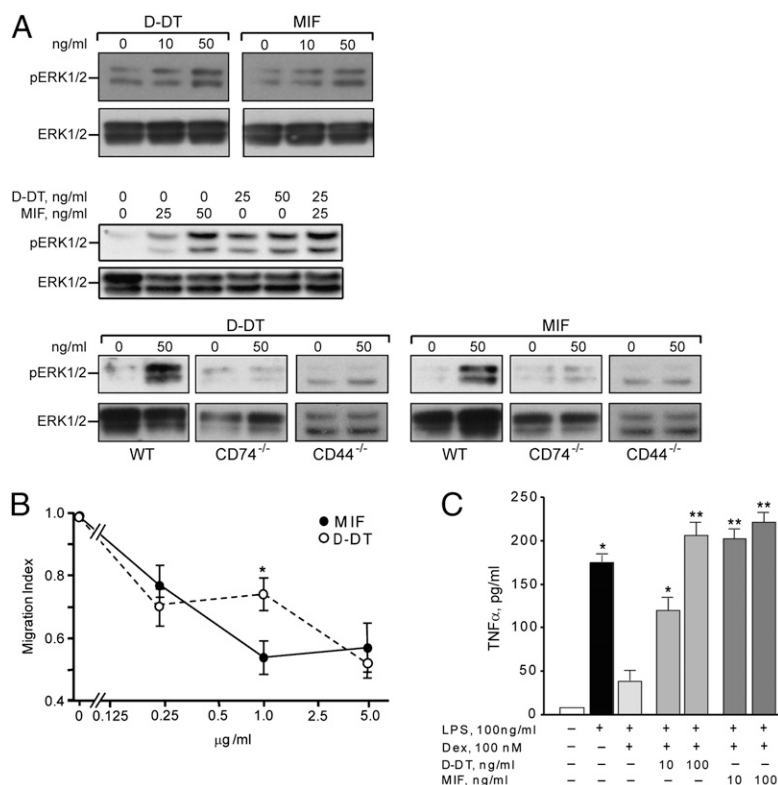 A
D-DT MIF
ng/ml 0 10 50 0 10 50
pERK1/2
ERK1/2
D-DT, ng/ml 0 0 0 25 50 25
MIF, ng/ml 0 25 50 0 0 25
pERK1/2
ERK1/2
D-DT MIF
ng/ml 0 50 0 50 0 50 0 50 0 50 0 50
pERK1/2
ERK1/2
WT CD74-/- CD44-/- WT CD74-/- CD44-/-
B
MIF
D-DT
Migration Index
1.0
0.8
0.6
0.4
*
0 0.125 0.25 0.5 1.0 2.5 5.0
µg/ml
C
TNFα, pg/ml
250
200
150
100
50
0
* * ** ** **
LPS, 100ng/ml – + + + + + +
Dex, 100 nM – – + + + + +
D-DT, ng/ml – – – 10 100 – –
MIF, ng/ml – – – – – 10 100